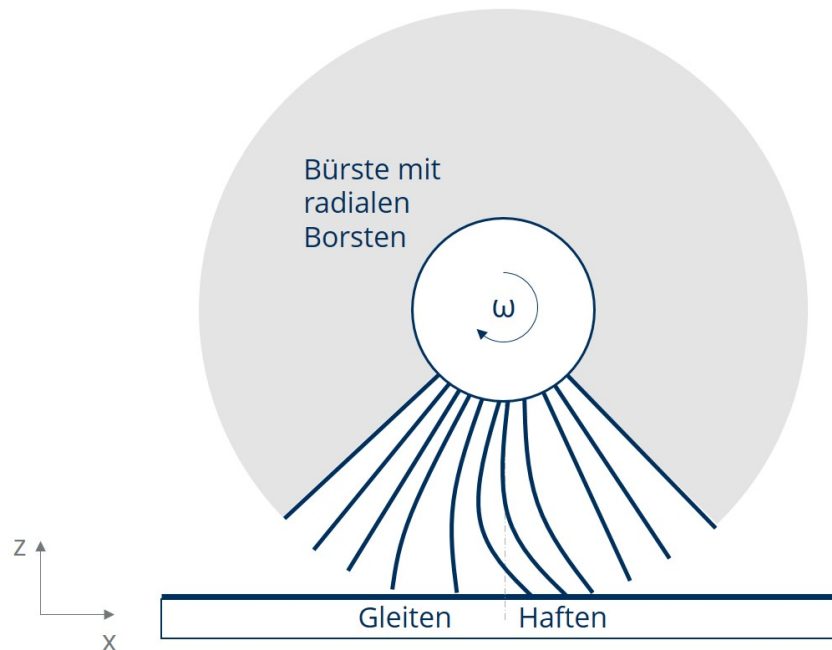 Bürste mit
radialen
Borsten
ω
z
x
Gleiten
Haften